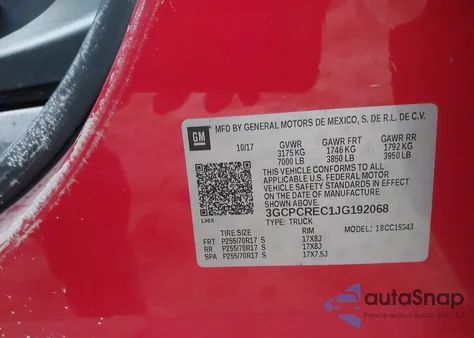 GM
MFD BY GENERAL MOTORS DE MEXICO, S. DE R.L. DE C.V.
10/17 GVWR GAWR FRT GAWR RR
3175 KG 1746 KG 1792 KG
7000 LB 3850 LB 3950 LB
THIS VEHICLE CONFORMS TO ALL
APPLICABLE U.S. FEDERAL MOTOR
VEHICLE SAFETY STANDARDS IN EFFECT
ON THE DATE OF MANUFACTURE
SHOWN ABOVE.
3GCPCREC1JG192068
130X TYPE: TRUCK
TIRE SIZE RIM MODEL: 18CC15543
FRT P255/70R17 S 17X8J
RR P255/70R17 S 17X8J
SPA P255/70R17 S 17X7.5J
autoSnap